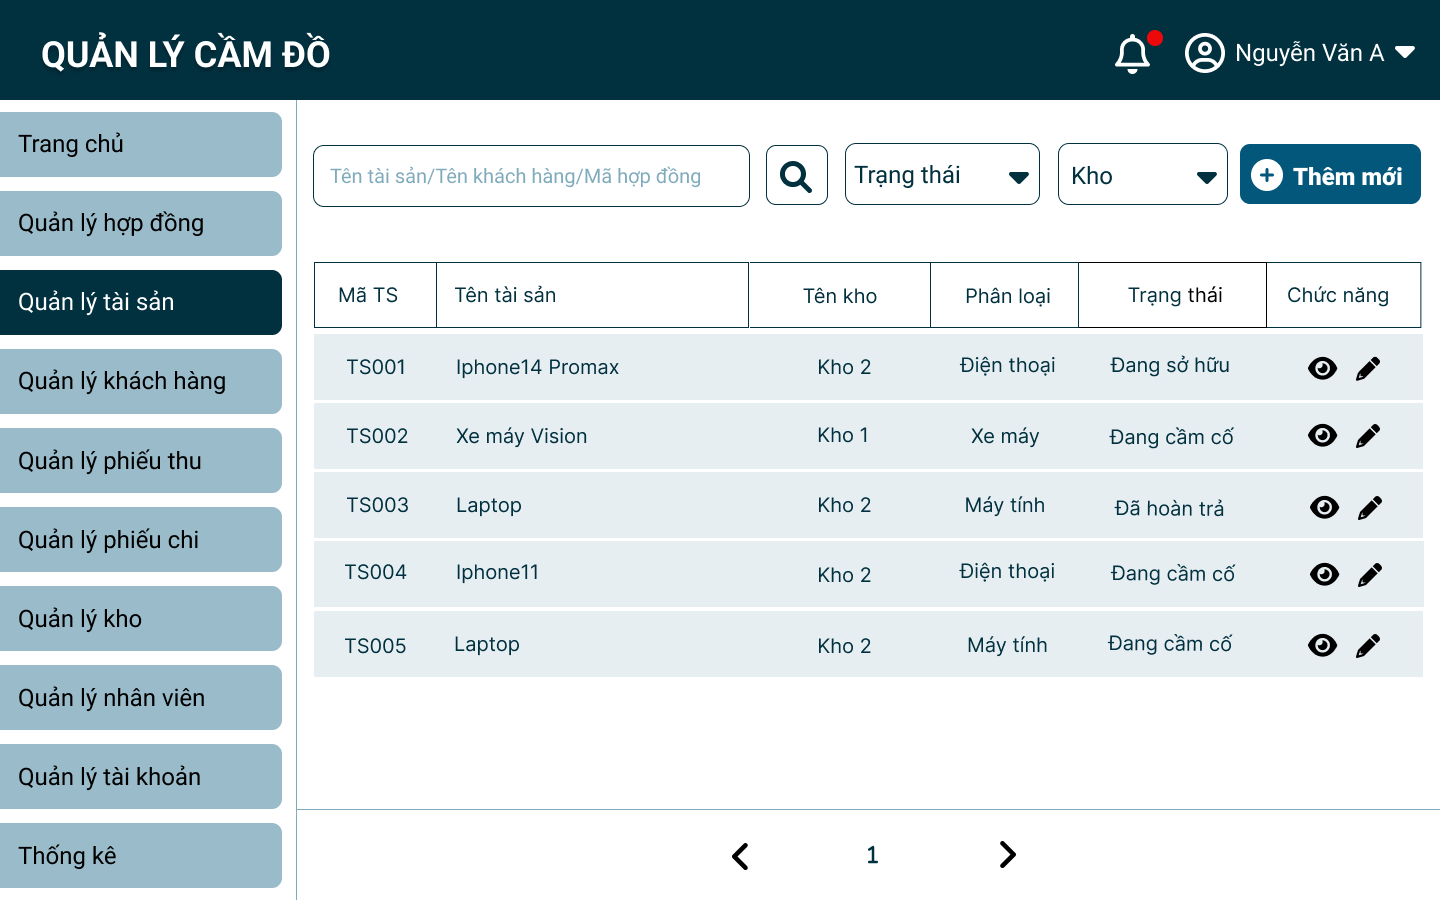 QUẢN LÝ CẦM ĐỒ
Nguyễn Văn A
Trang chủ
Quản lý hợp đồng
Quản lý tài sản
Quản lý khách hàng
Quản lý phiếu thu
Quản lý phiếu chi
Quản lý kho
Quản lý nhân viên
Quản lý tài khoản
Thống kê
Tên tài sản/Tên khách hàng/Mã hợp đồng
Trạng thái
Kho
Thêm mới
Mã TS Tên tài sản Tên kho Phân loại Trạng thái Chức năng
TS001 Iphone14 Promax Kho 2 Điện thoại Đang sở hữu
TS002 Xe máy Vision Kho 1 Xe máy Đang cầm cố
TS003 Laptop Kho 2 Máy tính Đã hoàn trả
TS004 Iphone11 Kho 2 Điện thoại Đang cầm cố
TS005 Laptop Kho 2 Máy tính Đang cầm cố
1